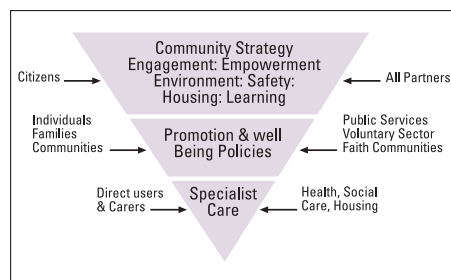 Community Strategy
Engagement: Empowerment
Environment: Safety:
Housing: Learning
Citizens
All Partners
Individuals
Families
Communities
Promotion & well
Being Policies
Public Services
Voluntary Sector
Faith Communities
Direct users
& Carers
Specialist
Care
Health, Social
Care, Housing